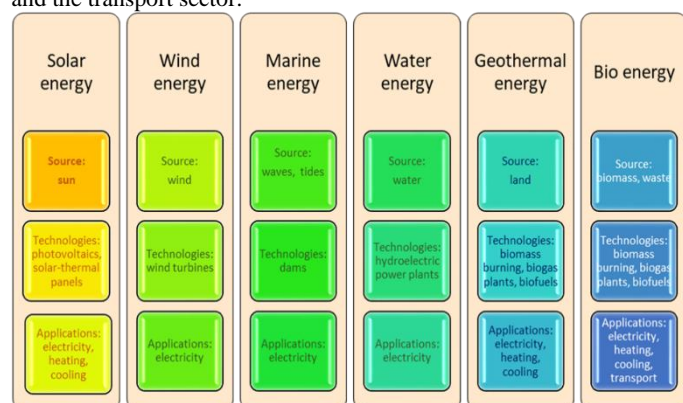 and the transport sector.
Solar
energy
Source:
sun
Technologies:
photovoltaics,
solar-thermal
panels
Applications:
electricity,
heating,
cooling
Wind
energy
Source:
wind
Technologies:
wind turbines
Applications:
electricity
Marine
energy
Source:
waves, tides
Technologies:
dams
Applications:
electricity
Water
energy
Source:
water
Technologies:
hydroelectric
power plants
Applications:
electricity
Geothermal
energy
Source:
land
Technologies:
biomass
burning, biogas
plants, biofuels
Applications:
electricity,
heating,
cooling
Bio energy
Source:
biomass, waste
Technologies:
biomass
burning, biogas
plants, biofuels
Applications:
electricity,
heating,
cooling,
transport